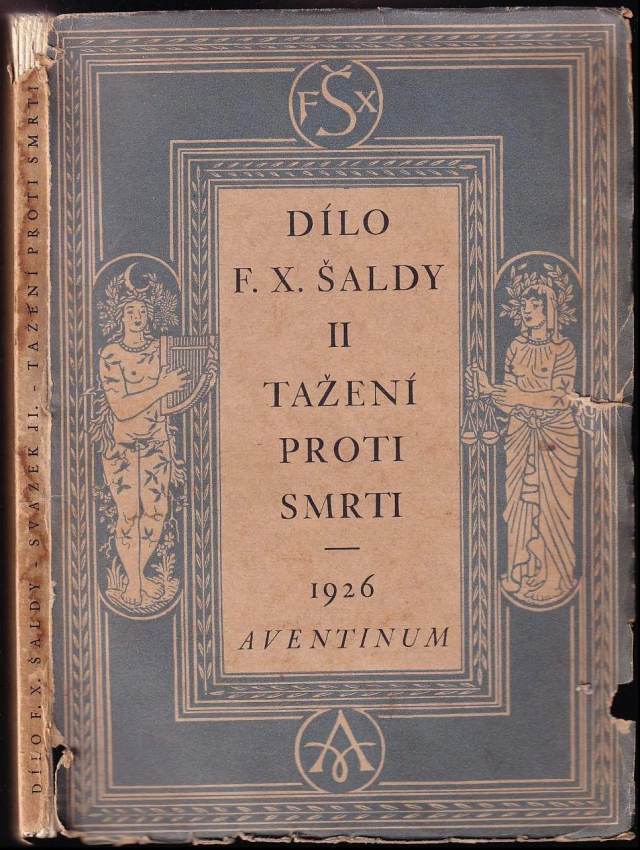 FŠX
DÍLO
F. X. ŠALDY
II
TAŽENÍ
PROTI
SMRTI
1926
AVENTINUM
A
DÍLO F. X. ŠALDY - SVAZEK II. - TAŽENÍ PROTI SMRTI